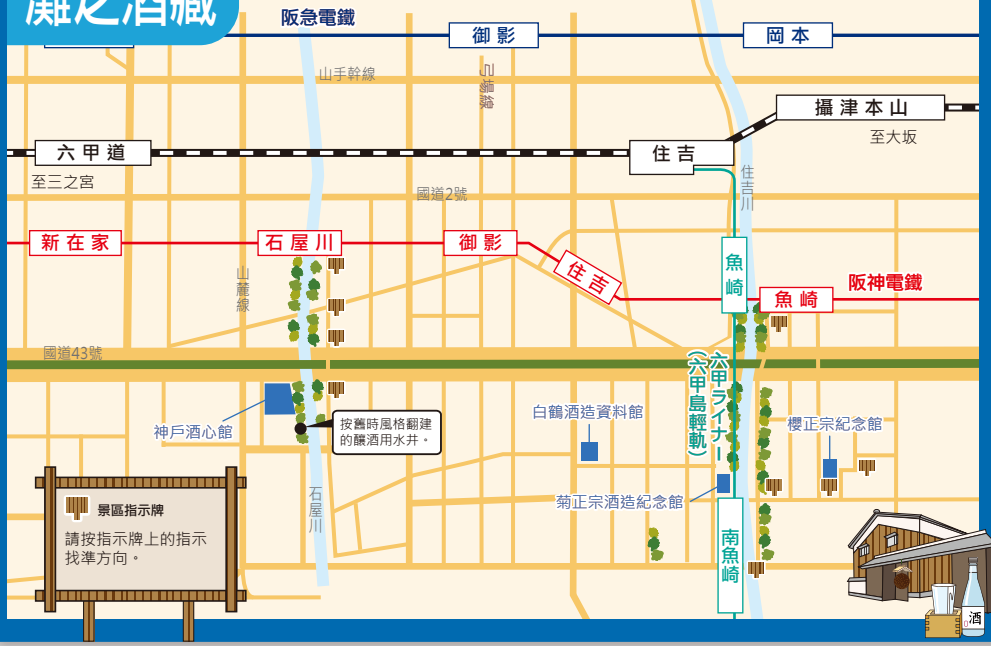 灘之酒藏
阪急電鐵
御影
岡本
山手幹線
弓場線
攝津本山
六甲道
住吉
至大坂
至三之宮
住吉川
國道2號
新在家
石屋川
御影
住吉
魚崎
魚崎
阪神電鐵
山麓線
國道43號
六甲ライナー
(六甲島輕軌)
神戶酒心館
按舊時風格翻建
的釀酒用水井。
白鶴酒造資料館
櫻正宗紀念館
菊正宗酒造紀念館
石屋川
南魚崎
景區指示牌
請按指示牌上的指示
找準方向。
酒